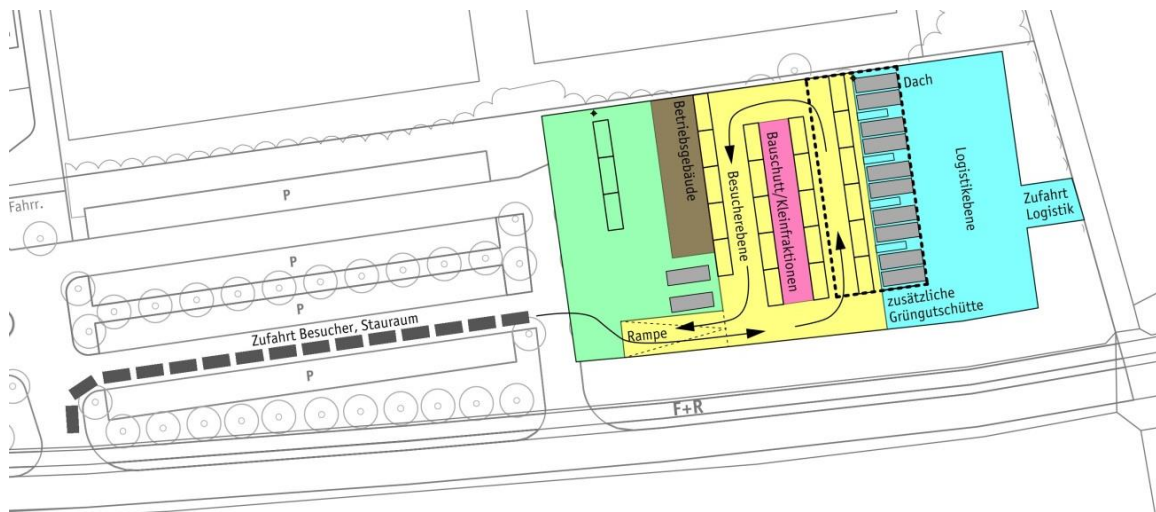 Fahrr.
P
P
P
Zufahrt Besucher, Stauraum
P
Betriebsgebäude
Besucherebene
Bauschutt/Kleinfraktionen
Rampe
Dach
Logistikebene
Zufahrt
Logistik
zusätzliche
Grüngutschütte
F+R